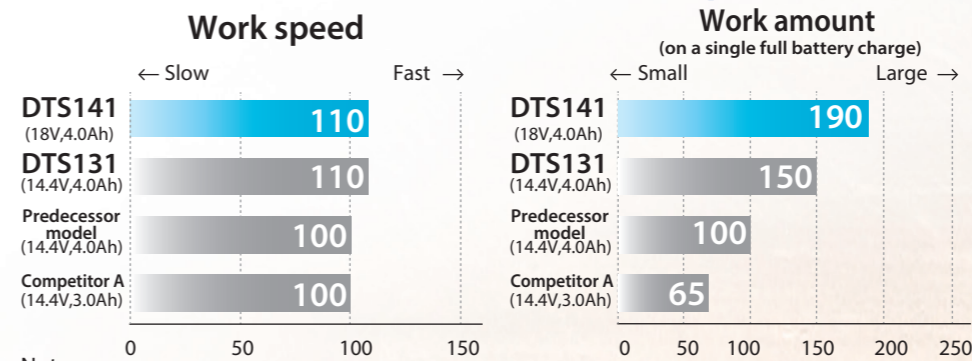 Work speed
← Slow
Fast →
DTS141
(18V,4.0Ah)
110
DTS131
(14.4V,4.0Ah)
110
Predecessor
model
(14.4V,4.0Ah)
100
Competitor A
(14.4V,3.0Ah)
100
0 50 100 150
Work amount
(on a single full battery charge)
← Small
Large →
DTS141
(18V,4.0Ah)
190
DTS131
(14.4V,4.0Ah)
150
Predecessor
model
(14.4V,4.0Ah)
100
Competitor A
(14.4V,3.0Ah)
65
0 50 100 150 200 250